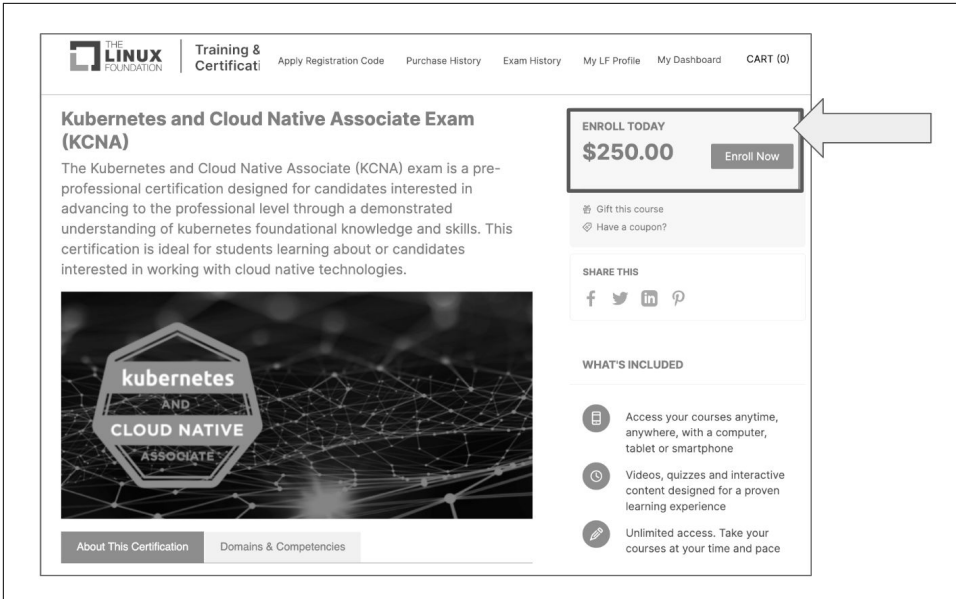 THE
LINUX
FOUNDATION
Training &
Certificati
Apply Registration Code
Purchase History
Exam History
My LF Profile
My Dashboard
CART (0)
Kubernetes and Cloud Native Associate Exam
(KCNA)
The Kubernetes and Cloud Native Associate (KCNA) exam is a pre-
professional certification designed for candidates interested in
advancing to the professional level through a demonstrated
understanding of kubernetes foundational knowledge and skills. This
certification is ideal for students learning about or candidates
interested in working with cloud native technologies.
kubernetes
AND
CLOUD NATIVE
ASSOCIATE
About This Certification
Domains & Competencies
ENROLL TODAY
$250.00
Enroll Now
Gift this course
Have a coupon?
SHARE THIS
WHAT'S INCLUDED
Access your courses anytime,
anywhere, with a computer,
tablet or smartphone
Videos, quizzes and interactive
content designed for a proven
learning experience
Unlimited access. Take your
courses at your time and pace